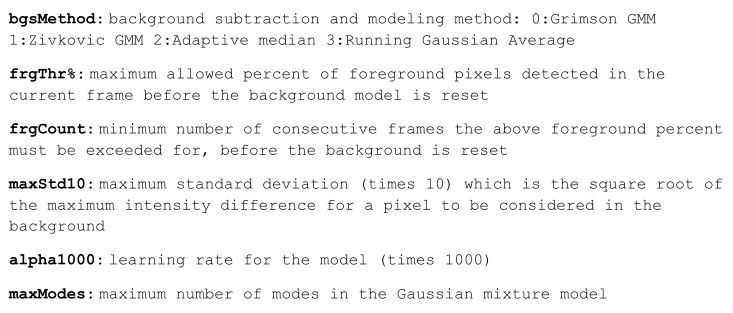 bgsMethod: background subtraction and modeling method: 0:Grimson GMM
1:Zivkovic GMM 2:Adaptive median 3:Running Gaussian Average
frgThr%: maximum allowed percent of foreground pixels detected in the
current frame before the background model is reset
frgCount: minimum number of consecutive frames the above foreground percent
must be exceeded for, before the background is reset
maxStd10: maximum standard deviation (times 10) which is the square root of
the maximum intensity difference for a pixel to be considered in the
background
alpha1000: learning rate for the model (times 1000)
maxModes: maximum number of modes in the Gaussian mixture model